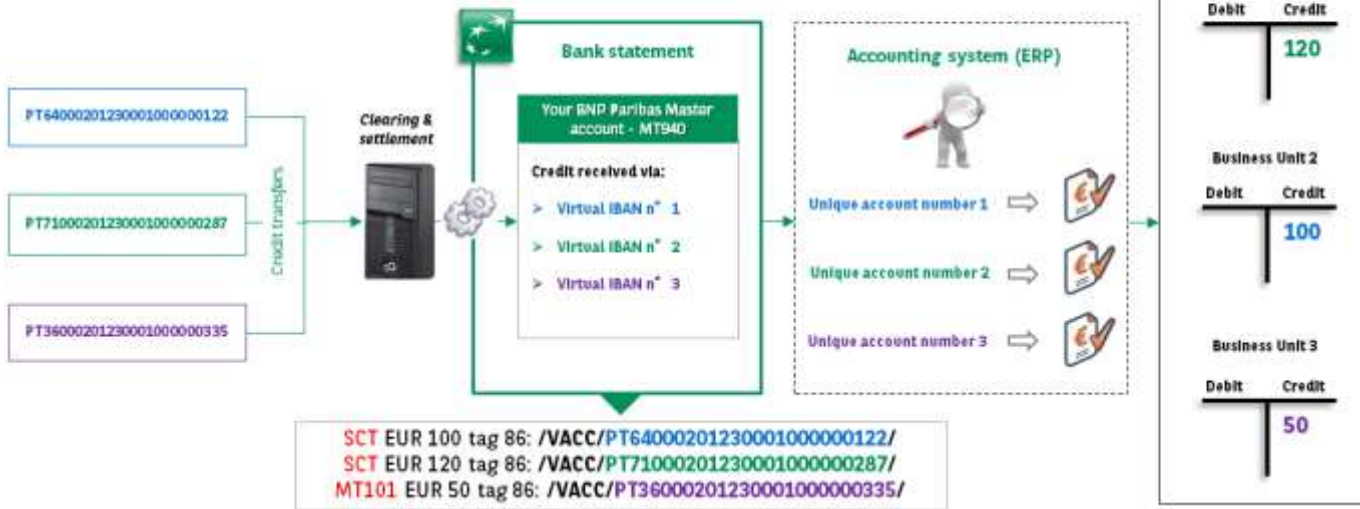 PT64000201230001000000122
PT71000201230001000000287
PT36000201230001000000335
Credit transfers
Clearing &
settlement
Bank statement
Your BNP Paribas Master
account - MT940
Credit received via:
> Virtual IBAN n° 1
> Virtual IBAN n° 2
> Virtual IBAN n° 3
Accounting system (ERP)
Unique account number 1
Unique account number 2
Unique account number 3
Debit Credit
120
Business Unit 2
Debit Credit
100
Business Unit 3
Debit Credit
50
SCT EUR 100 tag 86: /VACC/PT64000201230001000000122/
SCT EUR 120 tag 86: /VACC/PT71000201230001000000287/
MT101 EUR 50 tag 86: /VACC/PT36000201230001000000335/